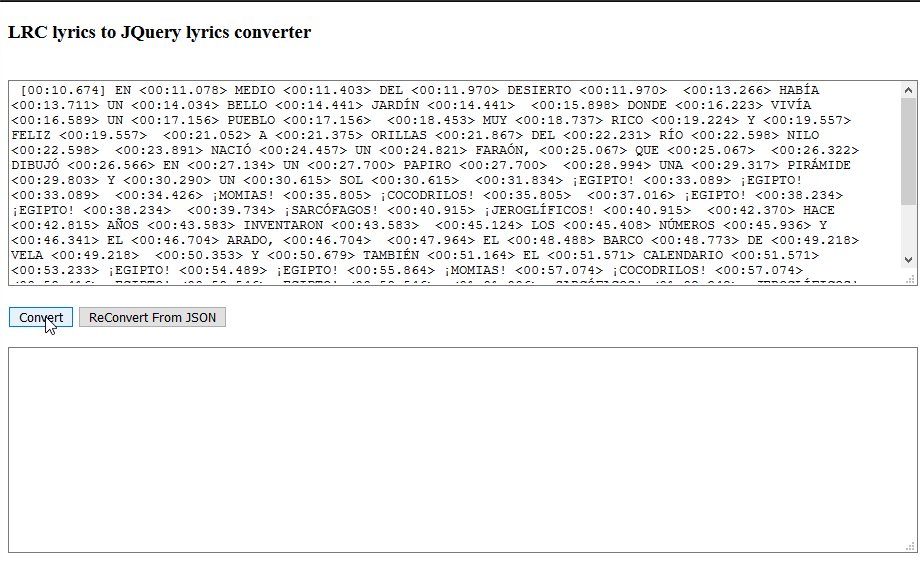 LRC lyrics to JQuery lyrics converter
[00:10.674] EN <00:11.078> MEDIO <00:11.403> DEL <00:11.970> DESIERTO <00:11.970>  <00:13.266> HABÍA
<00:13.711> UN <00:14.034> BELLO <00:14.441> JARDÍN <00:14.441>  <00:15.898> DONDE <00:16.223> VIVÍA
<00:16.589> UN <00:17.156> PUEBLO <00:17.156>  <00:18.453> MUY <00:18.737> RICO <00:19.224> Y <00:19.557>
FELIZ <00:19.557>  <00:21.052> A <00:21.375> ORILLAS <00:21.867> DEL <00:22.231> RÍO <00:22.598> NILO
<00:22.598>  <00:23.891> NACIÓ <00:24.457> UN <00:24.821> FARAÓN, <00:25.067> QUE <00:25.067>  <00:26.322>
DIBUJÓ <00:26.566> EN <00:27.134> UN <00:27.700> PAPIRO <00:27.700>  <00:28.994> UNA <00:29.317> PIRÁMIDE
<00:29.803> Y <00:30.290> UN <00:30.615> SOL <00:30.615>  <00:31.834> ¡EGIPTO! <00:33.089> ¡EGIPTO!
<00:33.089>  <00:34.426> ¡MOMIAS! <00:35.805> ¡COCODRILOS! <00:35.805>  <00:37.016> ¡EGIPTO! <00:38.234>
¡EGIPTO! <00:38.234>  <00:39.734> ¡SARCÓFAGOS! <00:40.915> ¡JEROGLÍFICOS! <00:40.915>  <00:42.370> HACE
<00:42.815> AÑOS <00:43.583> INVENTARON <00:43.583>  <00:45.124> LOS <00:45.408> NÚMEROS <00:45.936> Y
<00:46.341> EL <00:46.704> ARADO, <00:46.704>  <00:47.964> EL <00:48.488> BARCO <00:48.773> DE <00:49.218>
VELA <00:49.218>  <00:50.353> Y <00:50.679> TAMBIÉN <00:51.164> EL <00:51.571> CALENDARIO <00:51.571>
<00:53.233> ¡EGIPTO! <00:54.489> ¡EGIPTO! <00:55.864> ¡MOMIAS! <00:57.074> ¡COCODRILOS! <00:57.074>
Convert
ReConvert From JSON